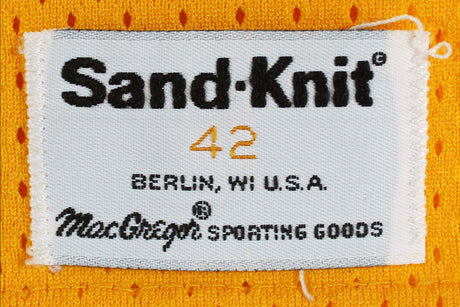 Sand-Knit©
42
BERLIN, WI U.S.A.
MacGregor® SPORTING GOODS